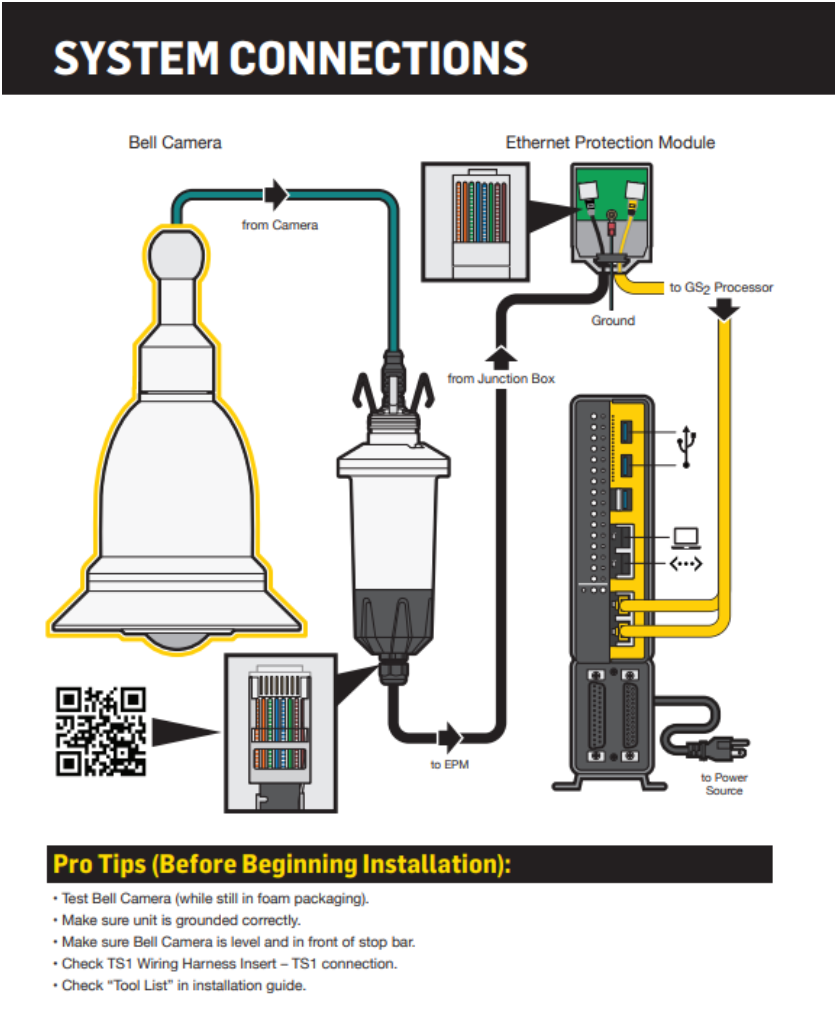 SYSTEM CONNECTIONS
Bell Camera
Ethernet Protection Module
from Camera
to GS2 Processor
Ground
from Junction Box
to EPM
to Power
Source
Pro Tips (Before Beginning Installation):
• Test Bell Camera (while still in foam packaging).
• Make sure unit is grounded correctly.
• Make sure Bell Camera is level and in front of stop bar.
• Check TS1 Wiring Harness Insert – TS1 connection.
• Check “Tool List” in installation guide.